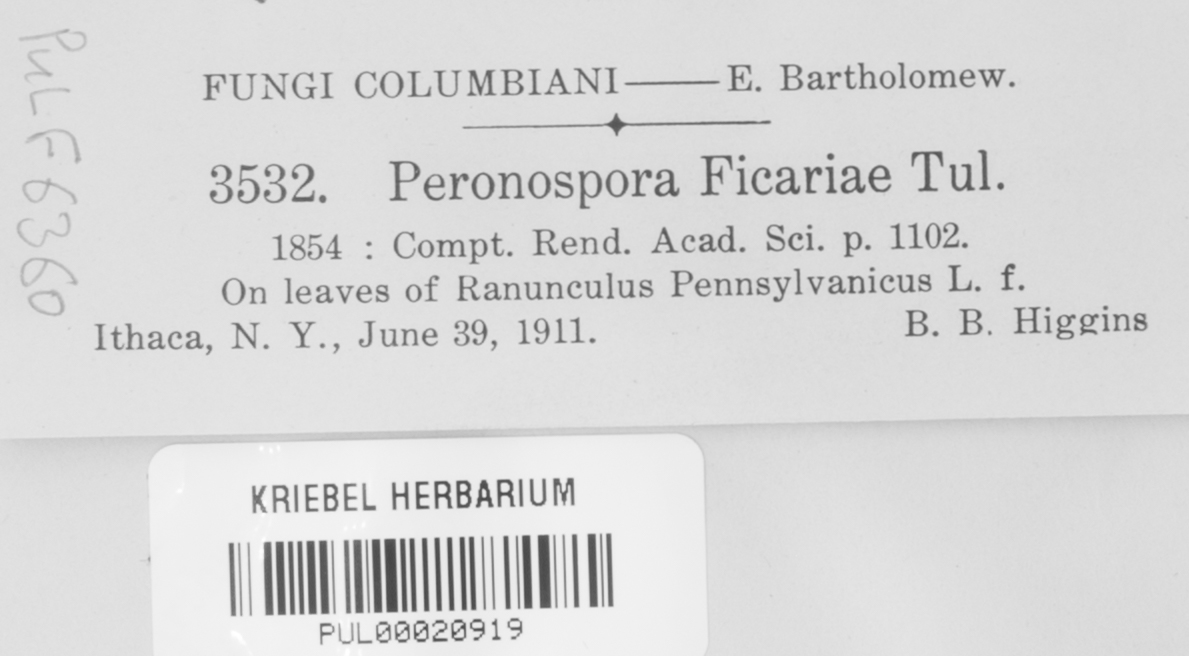 PUL F6360
FUNGI COLUMBIANI——E. Bartholomew.
3532. Peronospora Ficariae Tul.
1854 : Compt. Rend. Acad. Sci. p. 1102.
On leaves of Ranunculus Pennsylvanicus L. f.
Ithaca, N. Y., June 39, 1911. B. B. Higgins
KRIEBEL HERBARIUM
PUL00020919